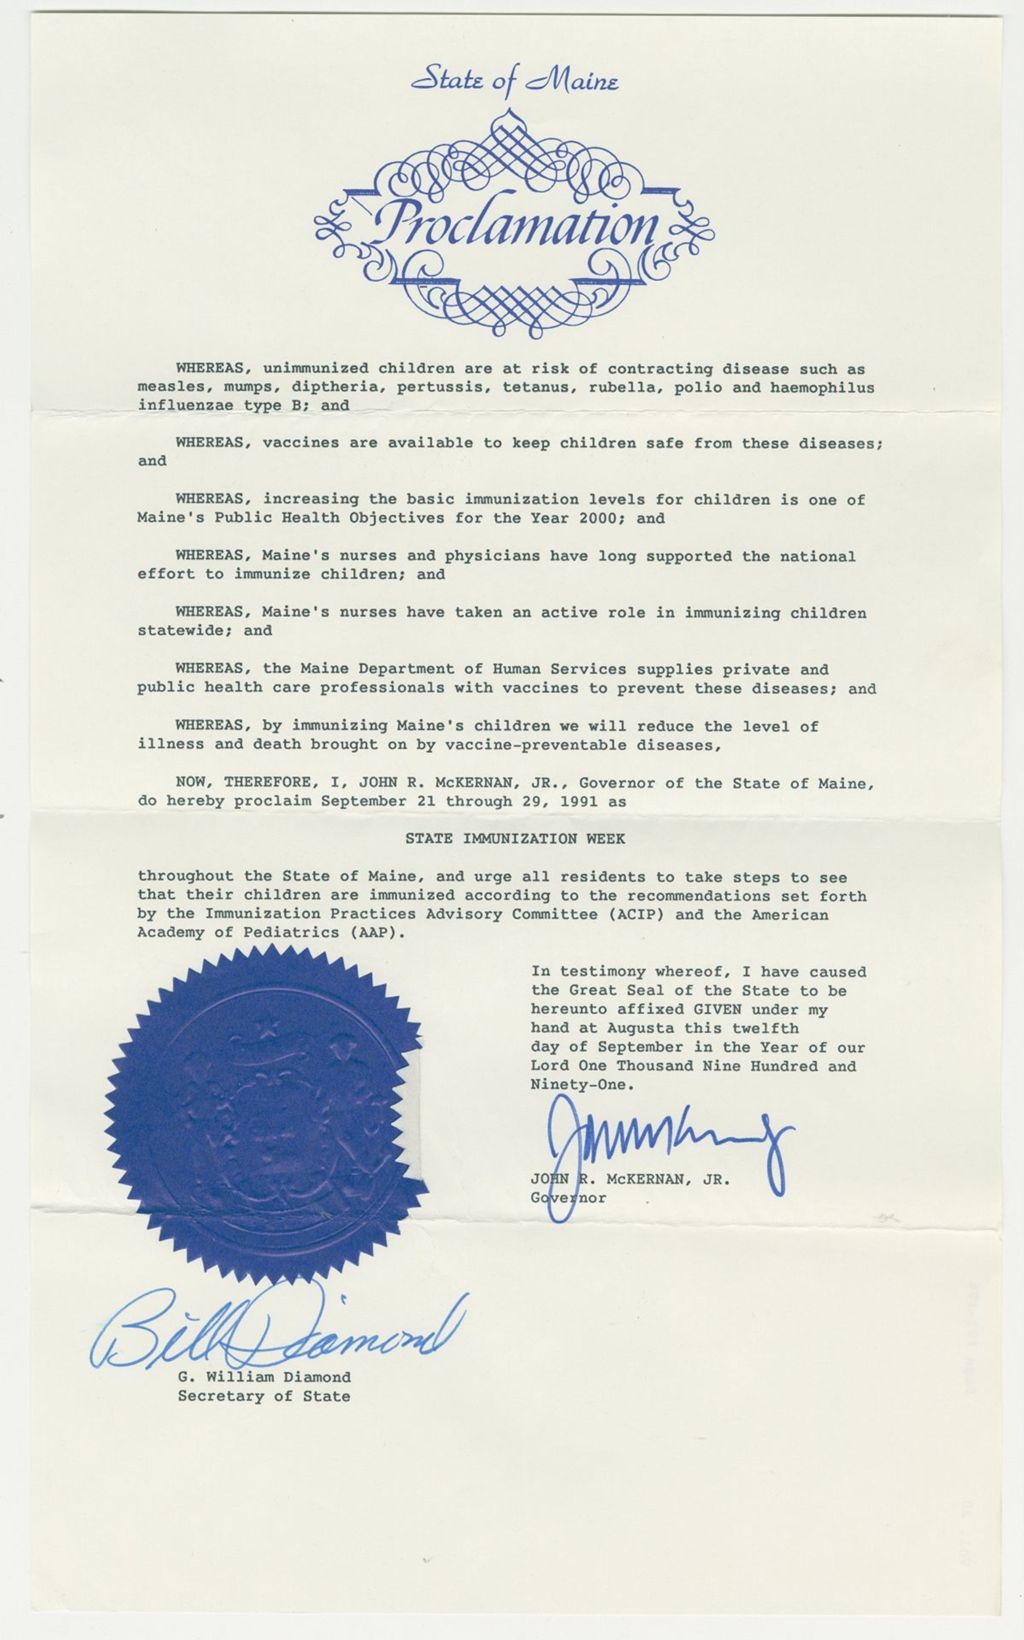 State of Maine
Proclamation
WHEREAS, unimmunized children are at risk of contracting disease such as
measles, mumps, diptheria, pertussis, tetanus, rubella, polio and haemophilus
influenzae type B; and
WHEREAS, vaccines are available to keep children safe from these diseases;
and
WHEREAS, increasing the basic immunization levels for children is one of
Maine's Public Health Objectives for the Year 2000; and
WHEREAS, Maine's nurses and physicians have long supported the national
effort to immunize children; and
WHEREAS, Maine's nurses have taken an active role in immunizing children
statewide; and
WHEREAS, the Maine Department of Human Services supplies private and
public health care professionals with vaccines to prevent these diseases; and
WHEREAS, by immunizing Maine's children we will reduce the level of
illness and death brought on by vaccine-preventable diseases,
NOW, THEREFORE, I, JOHN R. McKERNAN, JR., Governor of the State of Maine,
do hereby proclaim September 21 through 29, 1991 as
STATE IMMUNIZATION WEEK
throughout the State of Maine, and urge all residents to take steps to see
that their children are immunized according to the recommendations set forth
by the Immunization Practices Advisory Committee (ACIP) and the American
Academy of Pediatrics (AAP).
In testimony whereof, I have caused
the Great Seal of the State to be
hereunto affixed GIVEN under my
hand at Augusta this twelfth
day of September in the Year of our
Lord One Thousand Nine Hundred and
Ninety-One.
JOHN R. McKERNAN, JR.
Governor
Bill Diamond
G. William Diamond
Secretary of State